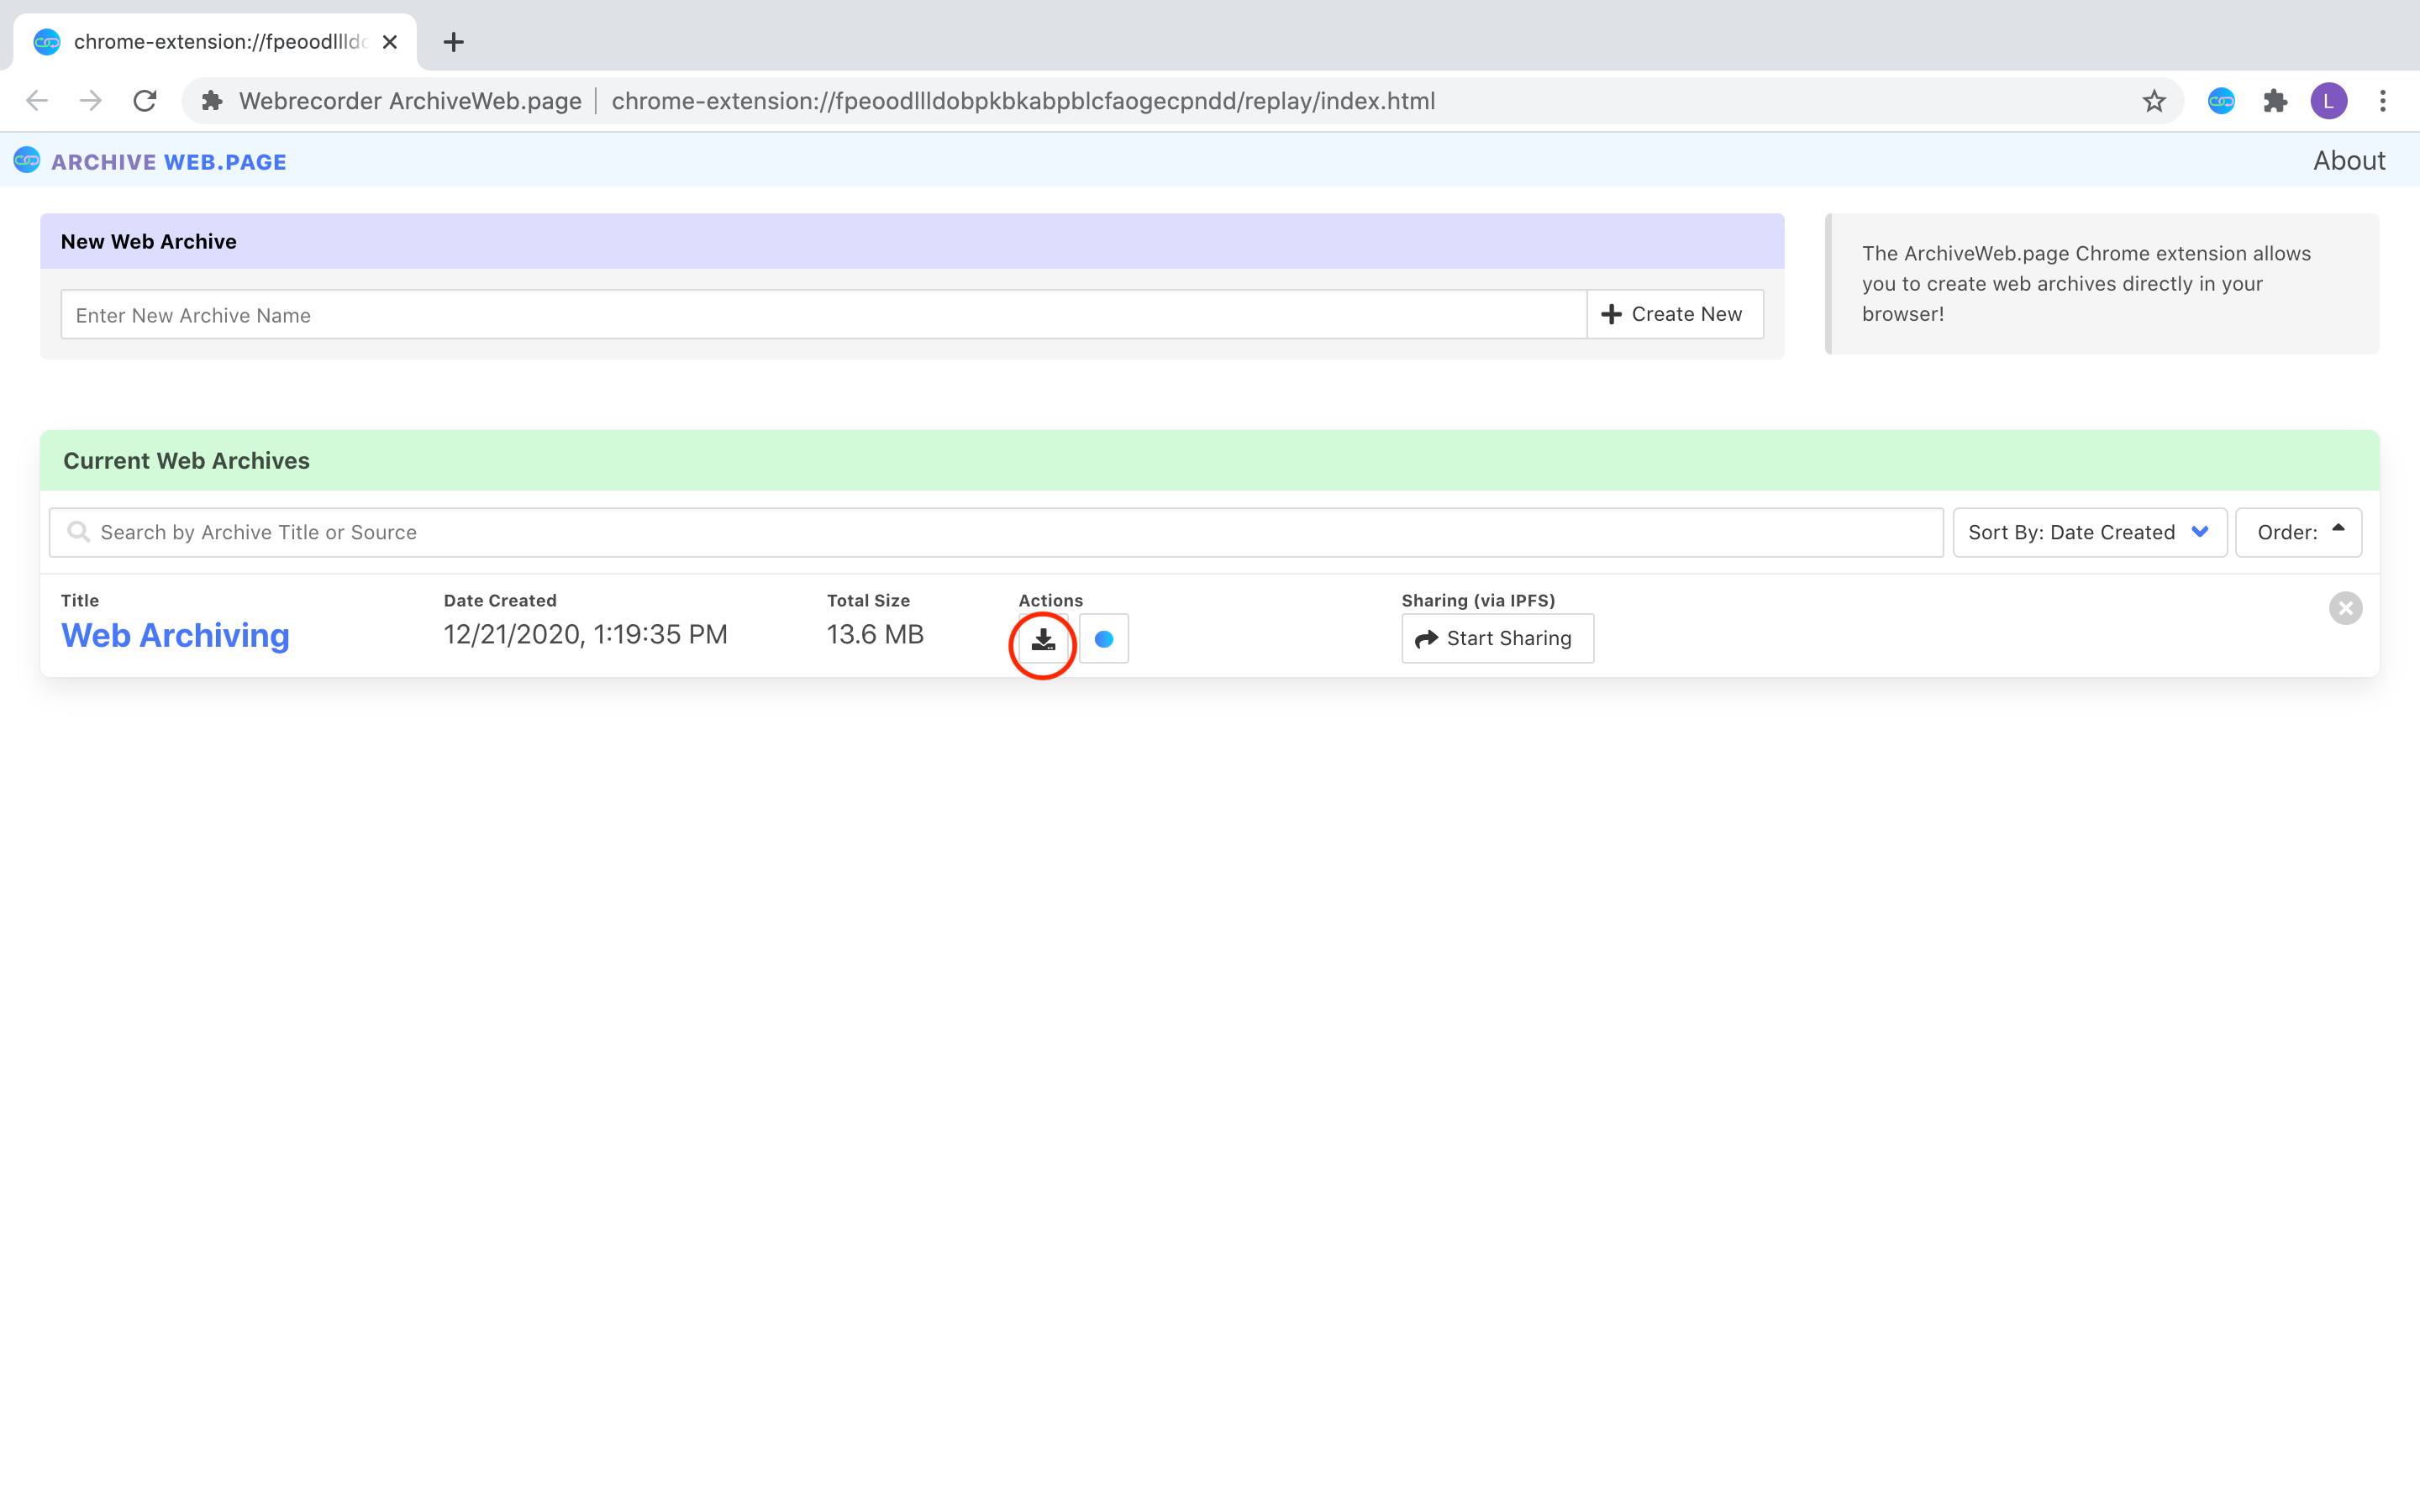 chrome-extension://fpeoodllld
Webrecorder ArchiveWeb.page | chrome-extension://fpeoodllldobpkbkabpblcfaogecpndd/replay/index.html
L
ARCHIVE WEB.PAGE
About
New Web Archive
Enter New Archive Name
Create New
The ArchiveWeb.page Chrome extension allows
you to create web archives directly in your
browser!
Current Web Archives
Search by Archive Title or Source
Sort By: Date Created
Order:
Title
Date Created
Total Size
Actions
Sharing (via IPFS)
Web Archiving
12/21/2020, 1:19:35 PM
13.6 MB
Start Sharing